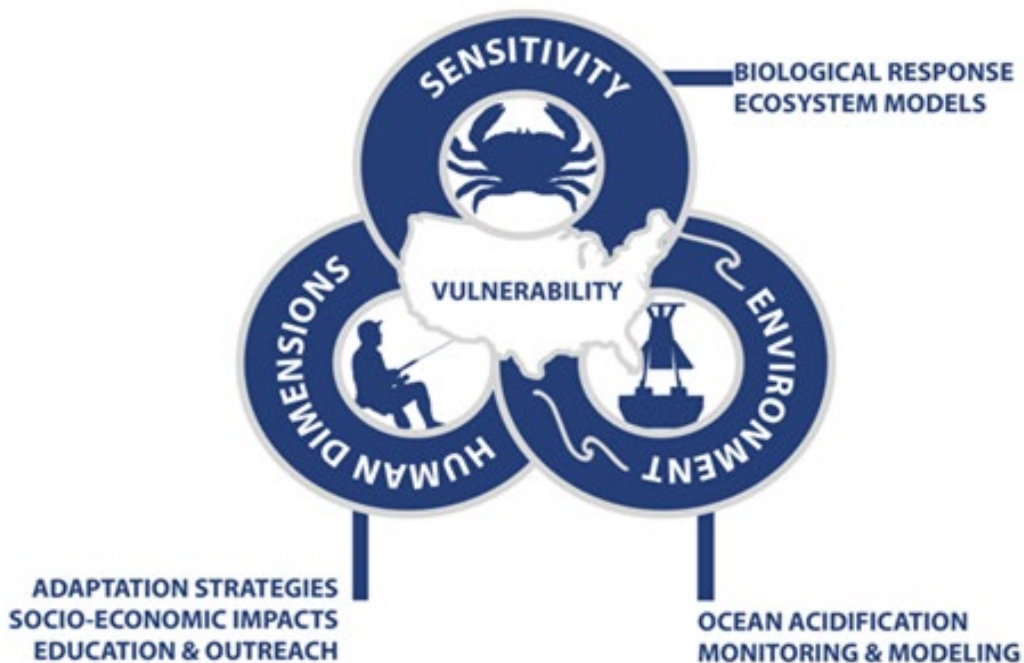 SENSITIVITY
BIOLOGICAL RESPONSE
ECOSYSTEM MODELS
VULNERABILITY
HUMAN DIMENSIONS
ENVIRONMENT
ADAPTATION STRATEGIES
SOCIO-ECONOMIC IMPACTS
EDUCATION & OUTREACH
OCEAN ACIDIFICATION
MONITORING & MODELING